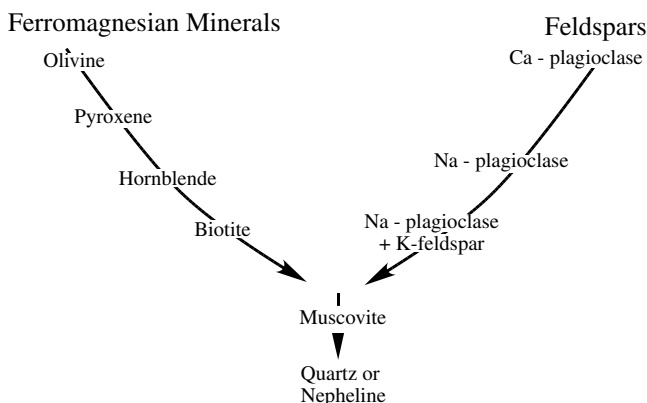 Ferromagnesian Minerals
Feldspars
Olivine
Ca - plagioclase
Pyroxene
Na - plagioclase
Hornblende
Na - plagioclase
+ K-feldspar
Biotite
Muscovite
Quartz or
Nepheline